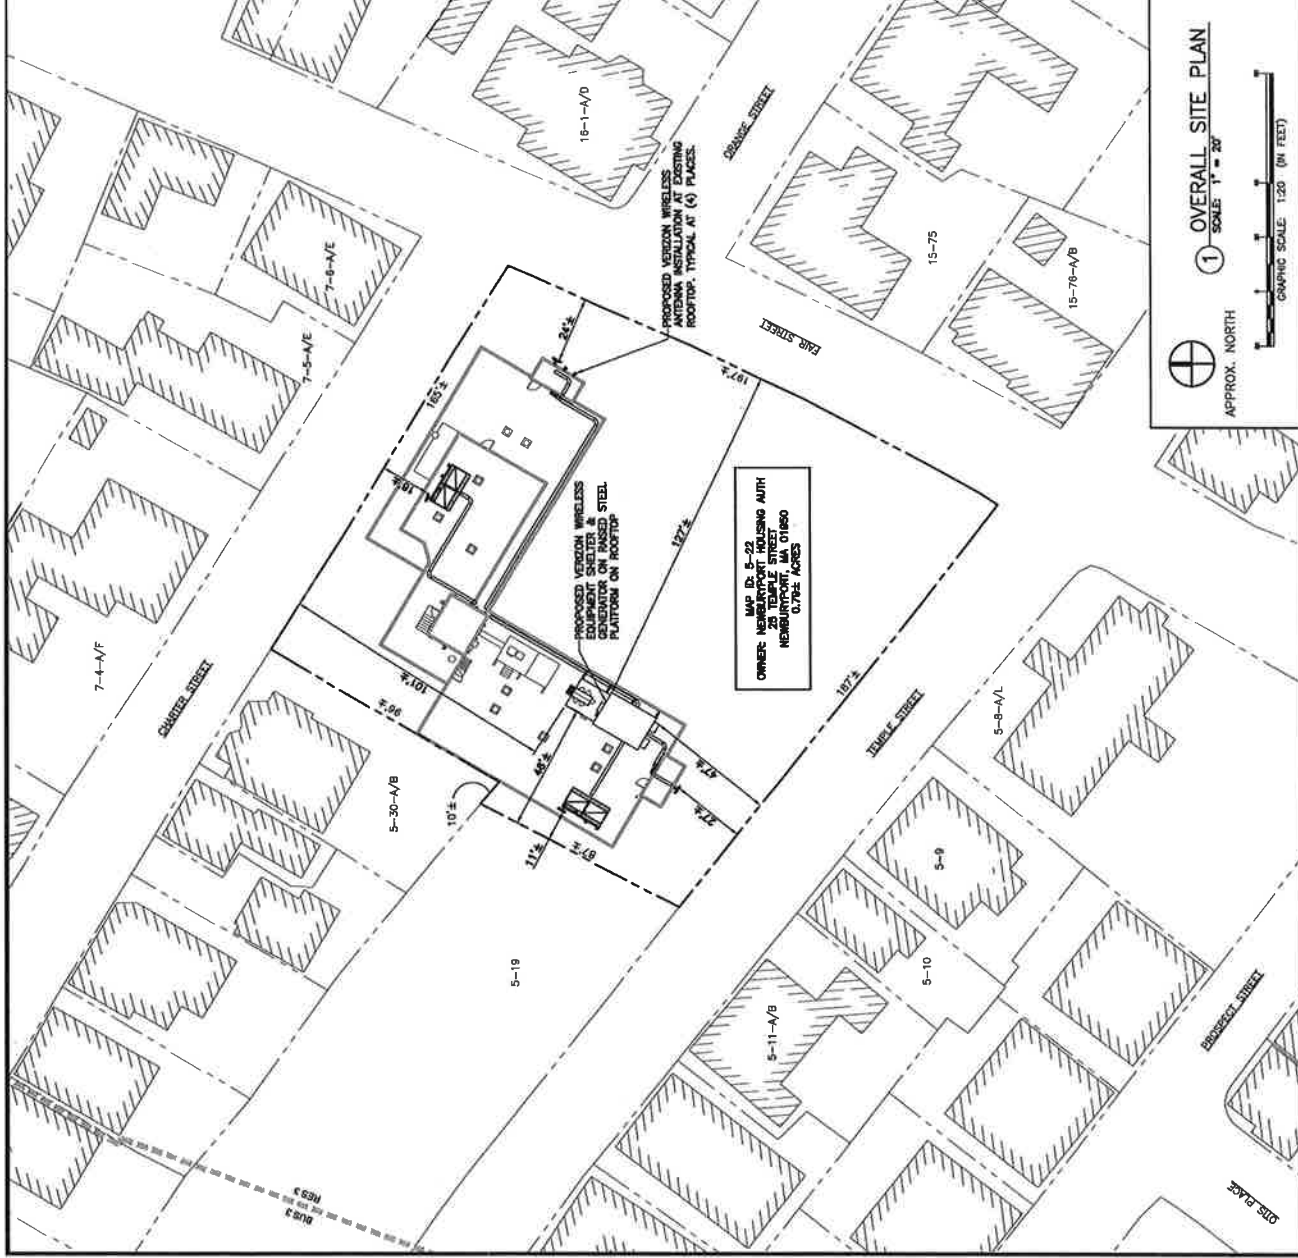 1
OVERALL SITE PLAN
SCALE: 1" = 20'
APPROX. NORTH
GRAPHIC SCALE: 1:20 (IN FEET)
PROPOSED VERIZON WIRELESS
ANTENNA INSTALLATION AT EXISTING
ROOFTOP. TYPICAL AT (4) PLACES.
PROPOSED VERIZON WIRELESS
EQUIPMENT SHELTER &
GENERATOR ON RAISED STEEL
PLATFORM ON ROOFTOP
MAP ID: 5-22
OWNER: NEWBURYPORT HOUSING AUTH
25 TEMPLE STREET
NEWBURYPORT, MA 01950
0.79± ACRES
CHARTER STREET
ORANGE STREET
FAIR STREET
TEMPLE STREET
PROSPECT STREET
OTIS PLACE
16-1-A/D
7-6-A/E
7-5-A/E
7-4-A/F
15-75
15-76-A/B
5-30-A/B
5-19
5-8-A/L
5-9
5-10
5-11-A/B
165'±
24'±
197'±
18'±
127'±
101'±
96'±
10'±
48'±
11'±
67'±
47'±
27'±
187'±
RES3
BUS3